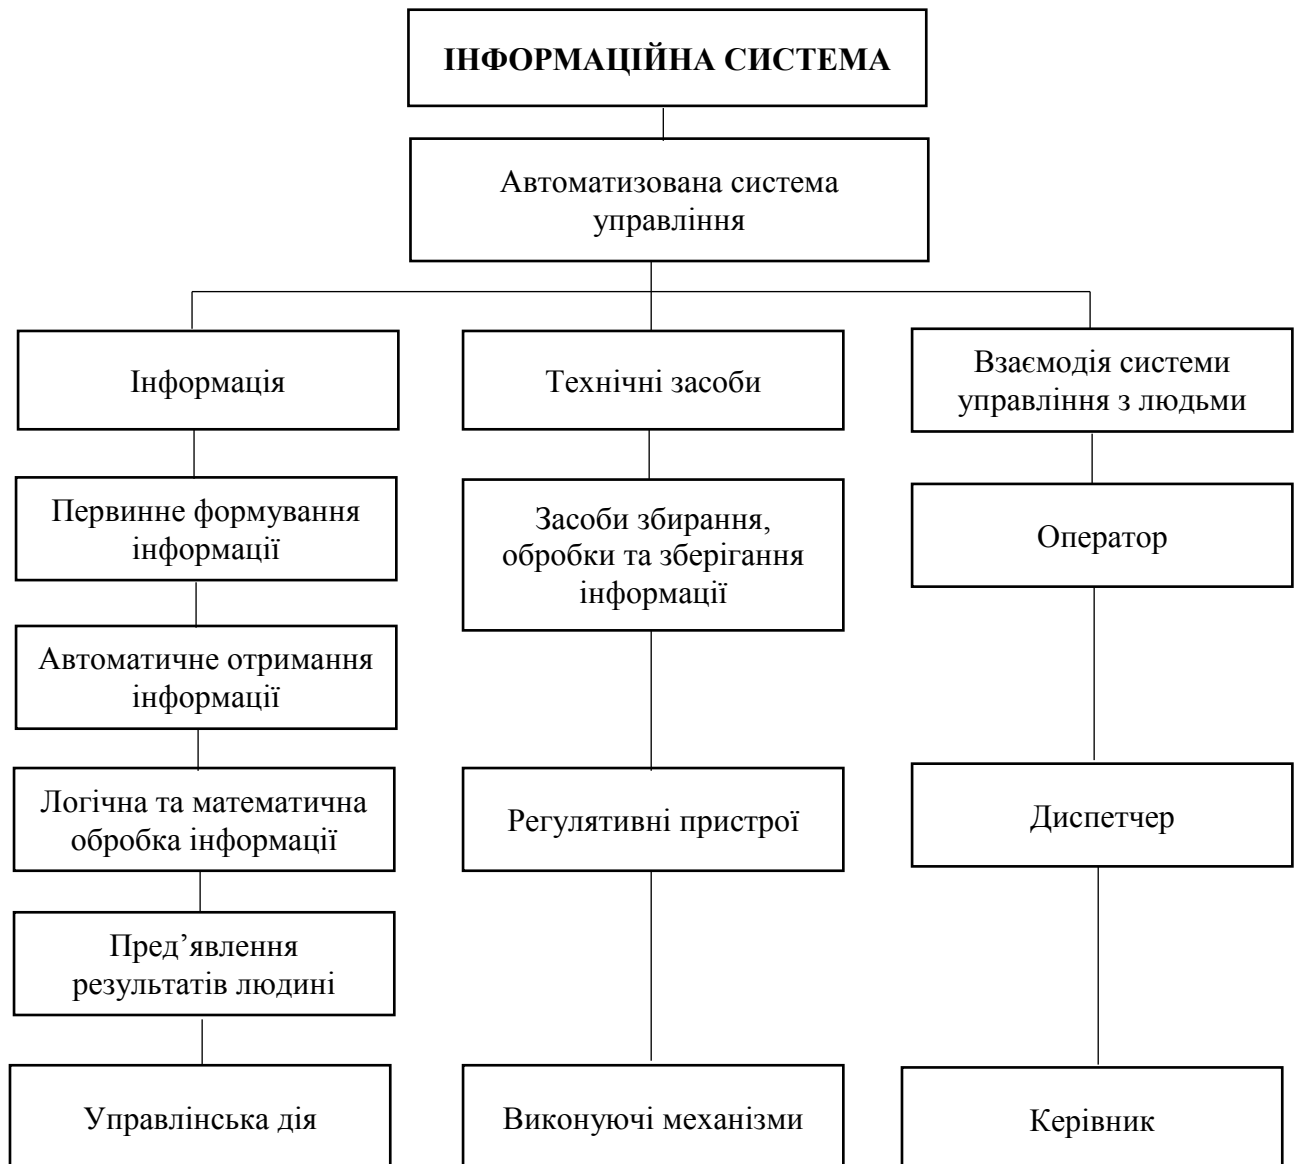 ІНФОРМАЦІЙНА СИСТЕМА
Автоматизована система
управління
Інформація
Технічні засоби
Взаємодія системи
управління з людьми
Первинне формування
інформації
Засоби збирання,
обробки та зберігання
інформації
Оператор
Автоматичне отримання
інформації
Логічна та математична
обробка інформації
Регулятивні пристрої
Диспетчер
Пред’явлення
результатів людині
Управлінська дія
Виконуючі механізми
Керівник